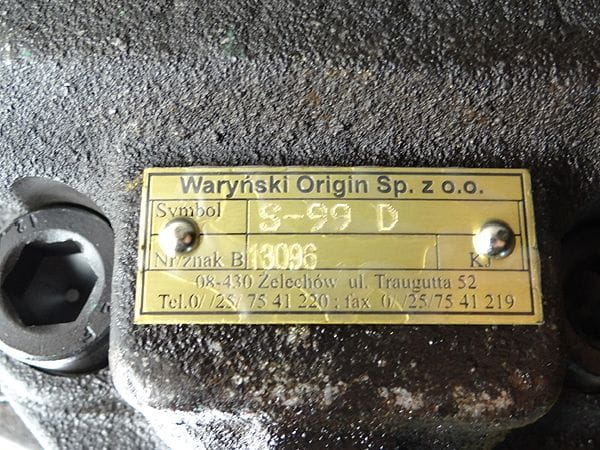 Waryński Origin Sp. z o.o.
Symbol S-99 D
Nr/znak B 13096 KJ
08-430 Żelechów ul. Traugutta 52
Tel.0/ /25/ 75 41 220 ; fax 0/ /25/75 41 219